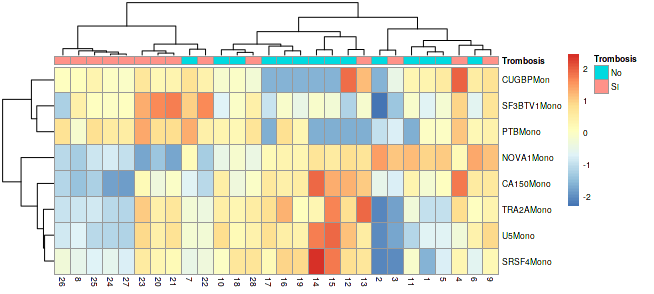 Trombosis
CUGBPMon
SF3BTV1Mono
PTBMono
NOVA1Mono
CA150Mono
TRA2AMono
U5Mono
SRSF4Mono
26 8 25 24 27 23 20 21 7 22 10 18 28 17 16 19 14 15 12 13 2 3 11 1 5 4 6 9
2
1
0
-1
-2
Trombosis
No
SI